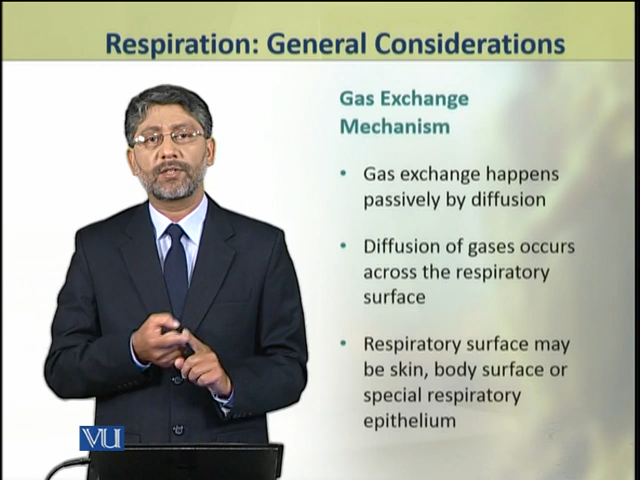 Respiration: General Considerations
Gas Exchange
Mechanism
• Gas exchange happens
passively by diffusion
• Diffusion of gases occurs
across the respiratory
surface
• Respiratory surface may
be skin, body surface or
special respiratory
epithelium
VU